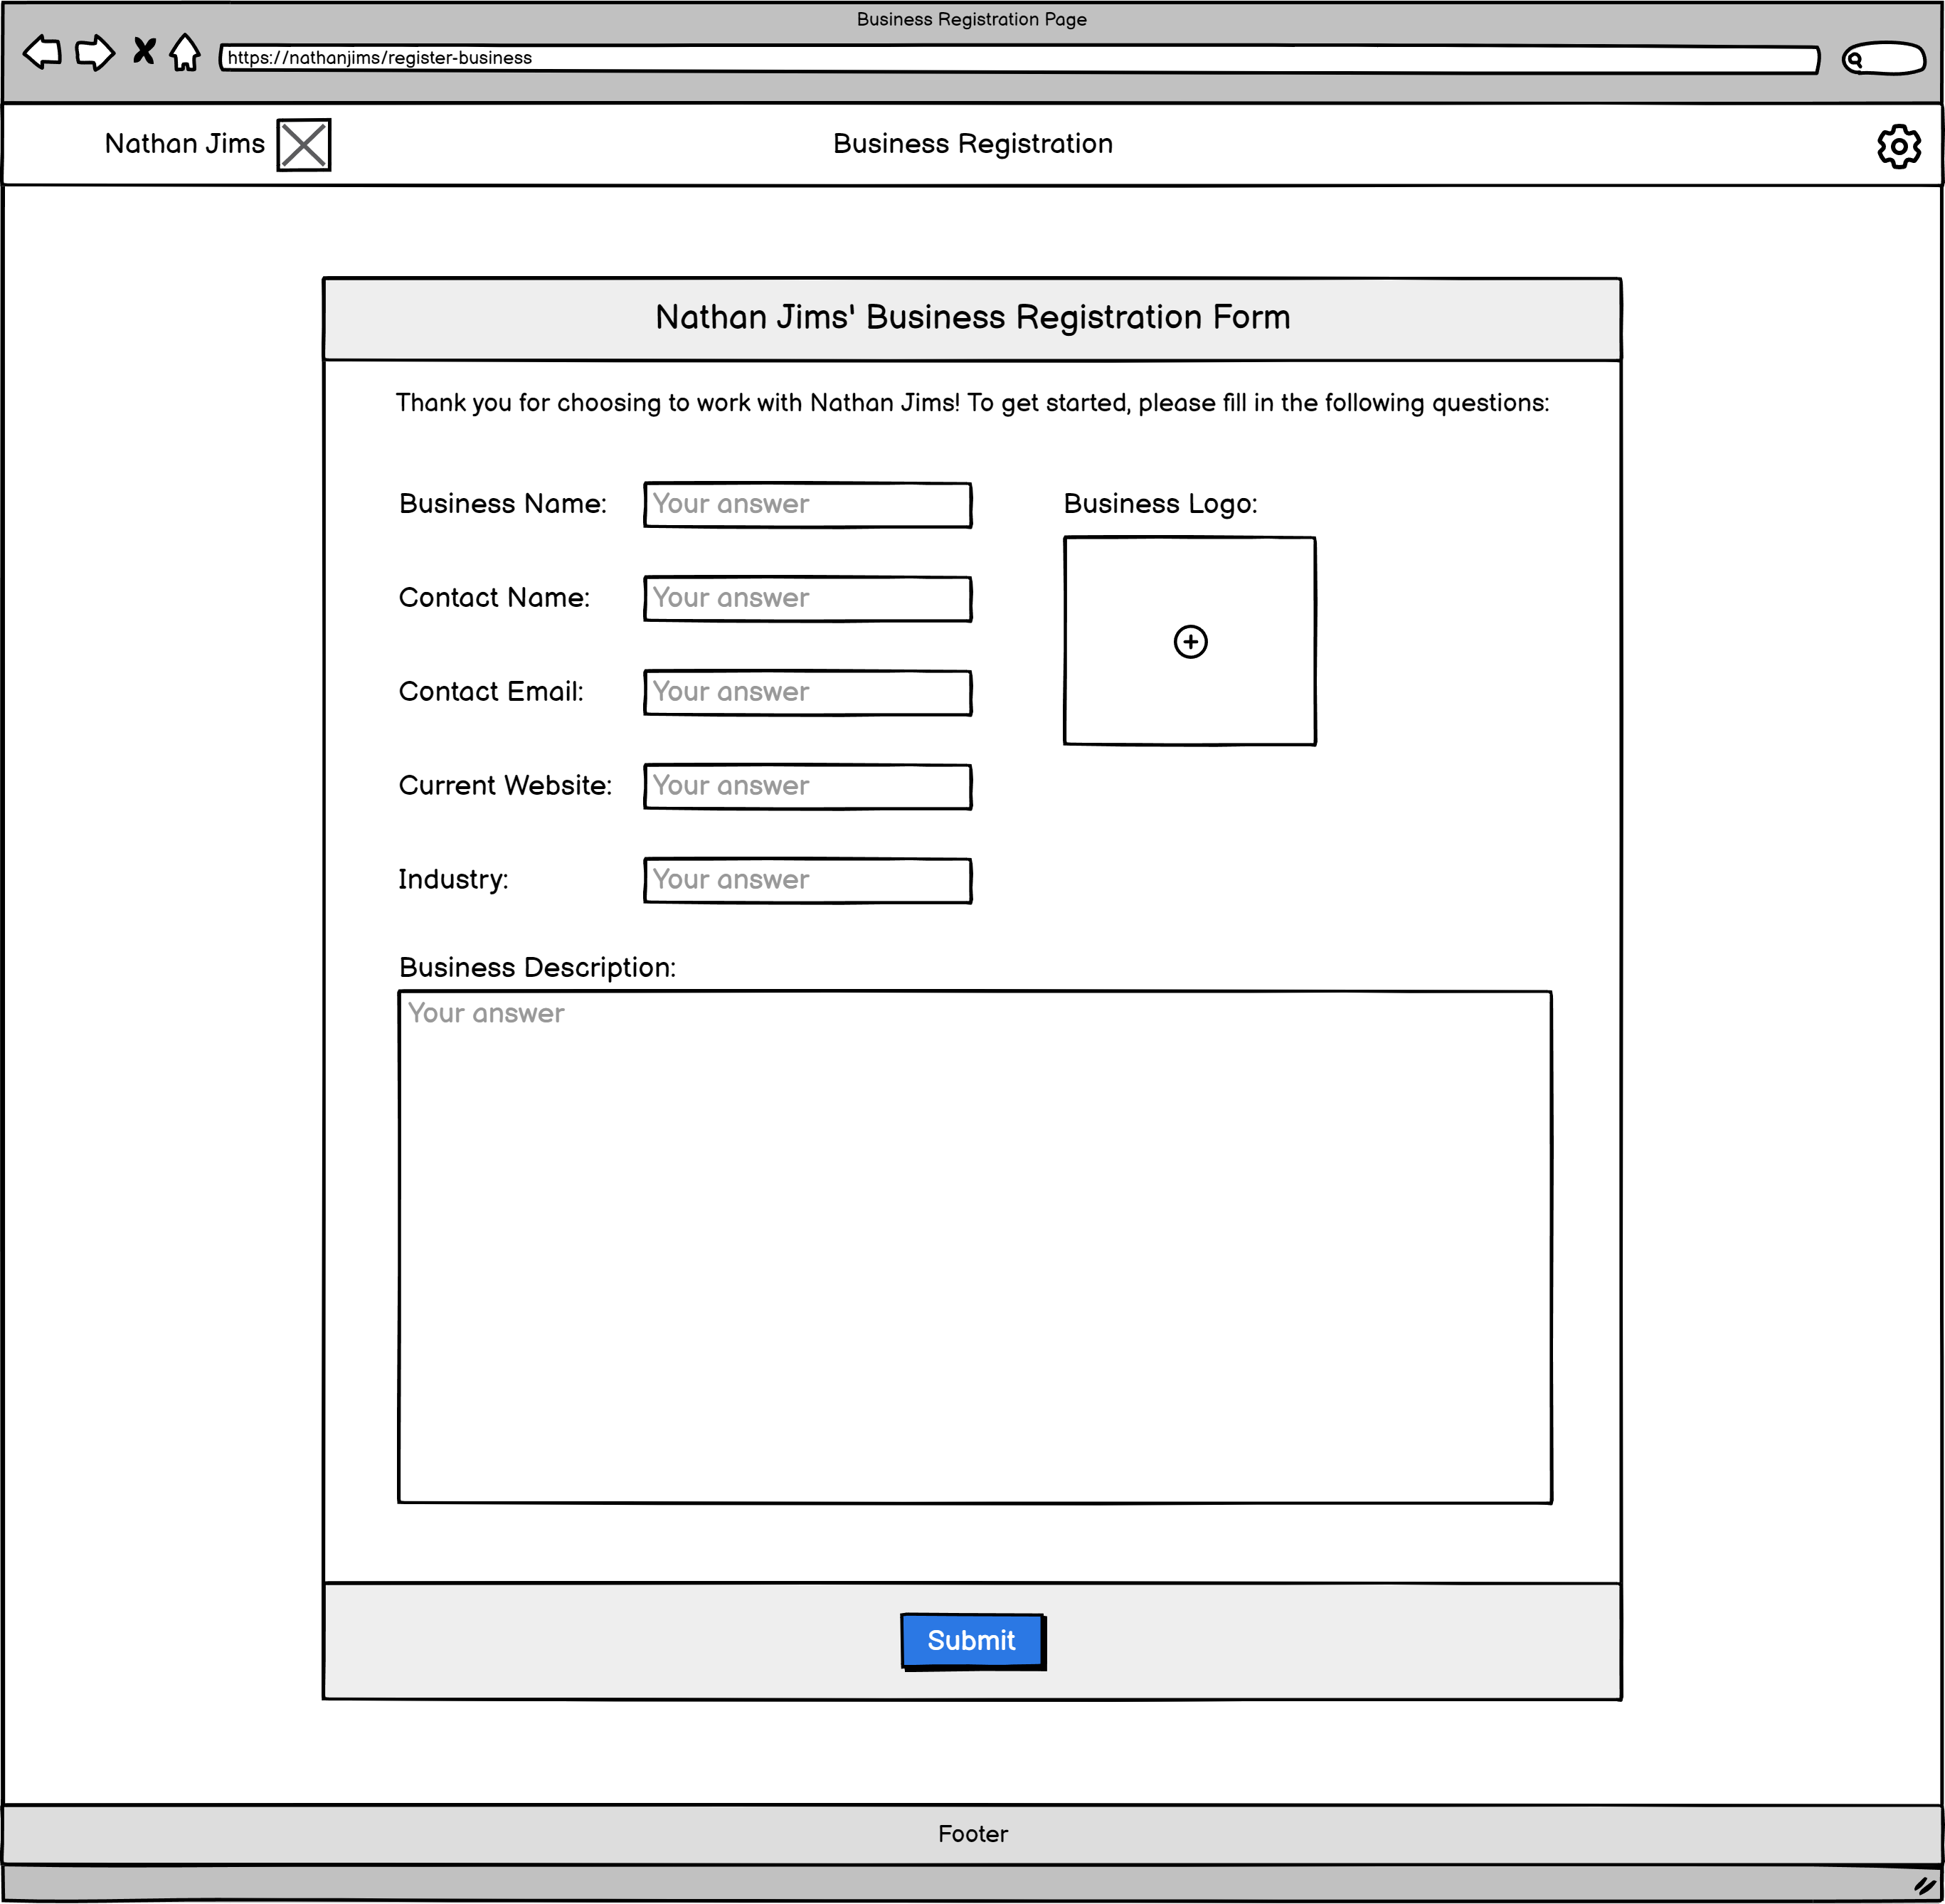 Business Registration Page
https://nathanjims/register-business
Nathan Jims
Business Registration
Nathan Jims' Business Registration Form
Thank you for choosing to work with Nathan Jims! To get started, please fill in the following questions:
Business Name: Your answer
Business Logo:
Contact Name: Your answer
Contact Email: Your answer
Current Website: Your answer
Industry: Your answer
Business Description:
Your answer
Submit
Footer